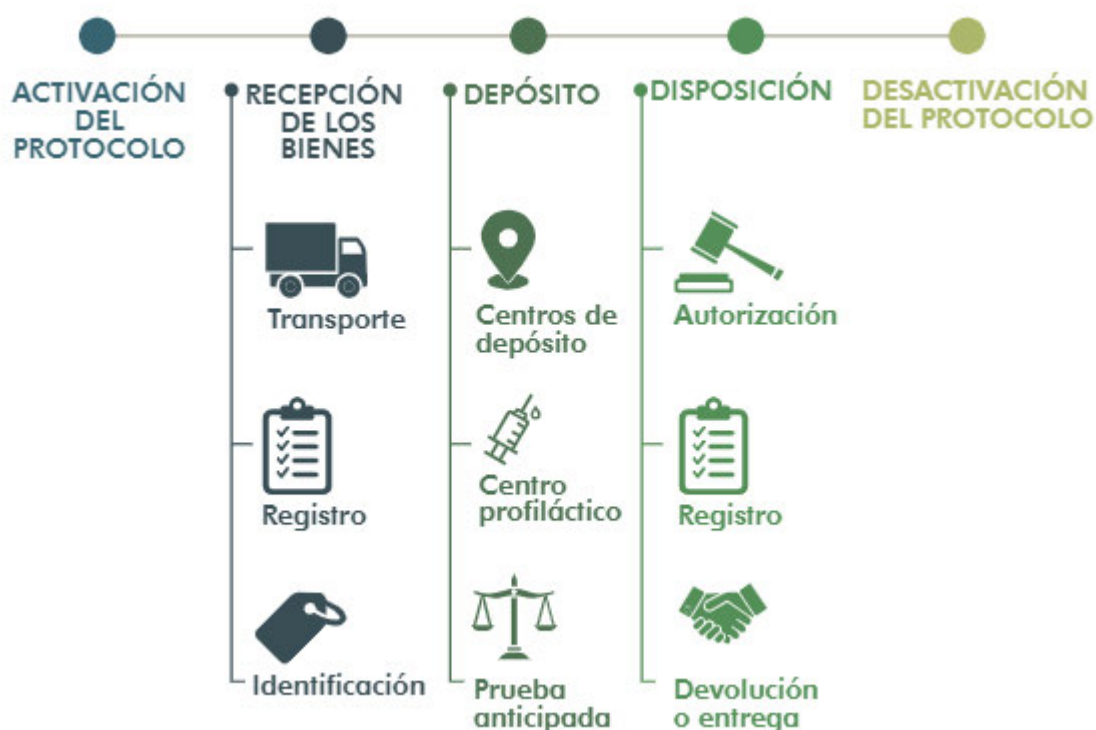 ACTIVACIÓN
DEL
PROTOCOLO
RECEPCIÓN
DE LOS
BIENES
Transporte
Registro
Identificación
DEPÓSITO
Centros de
depósito
Centro
profiláctico
Prueba
anticipada
DISPOSICIÓN
Autorización
Registro
Devolución
o entrega
DESACTIVACIÓN
DEL PROTOCOLO